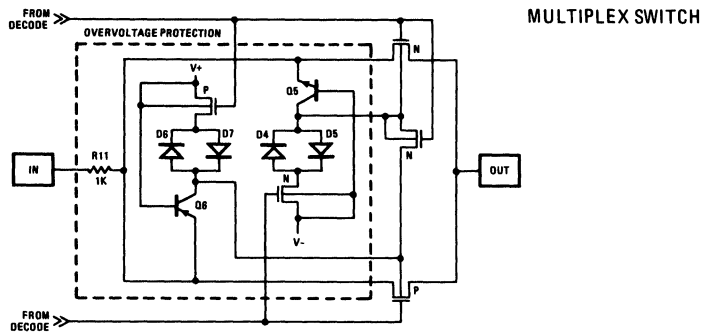 FROM
DECODE
MULTIPLEX SWITCH
OVERVOLTAGE PROTECTION
N
V+
P
Q5
D6
D7
D4
D5
N
IN
R11
1K
N
OUT
Q6
V-
P
FROM
DECODE